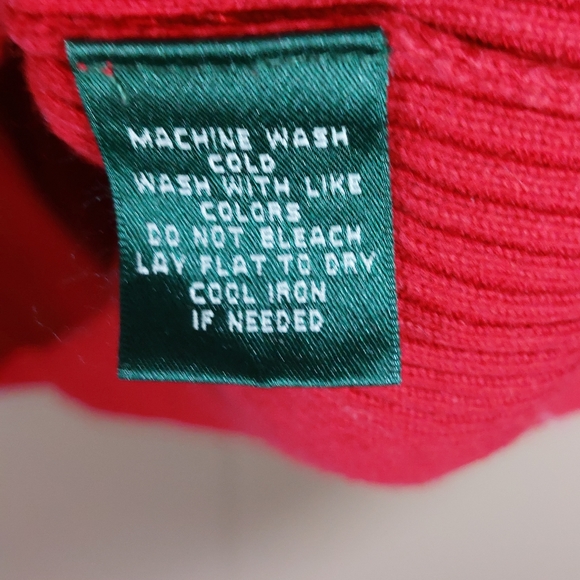 MACHINE WASH
COLD
WASH WITH LIKE
COLORS
DO NOT BLEACH
LAY FLAT TO DRY
COOL IRON
IF NEEDED